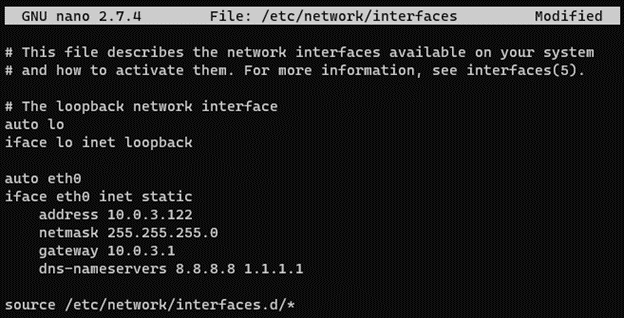 GNU nano 2.7.4 File: /etc/network/interfaces Modified
# This file describes the network interfaces available on your system
# and how to activate them. For more information, see interfaces(5).
# The loopback network interface
auto lo
iface lo inet loopback
auto eth0
iface eth0 inet static
address 10.0.3.122
netmask 255.255.255.0
gateway 10.0.3.1
dns-nameservers 8.8.8.8 1.1.1.1
source /etc/network/interfaces.d/*